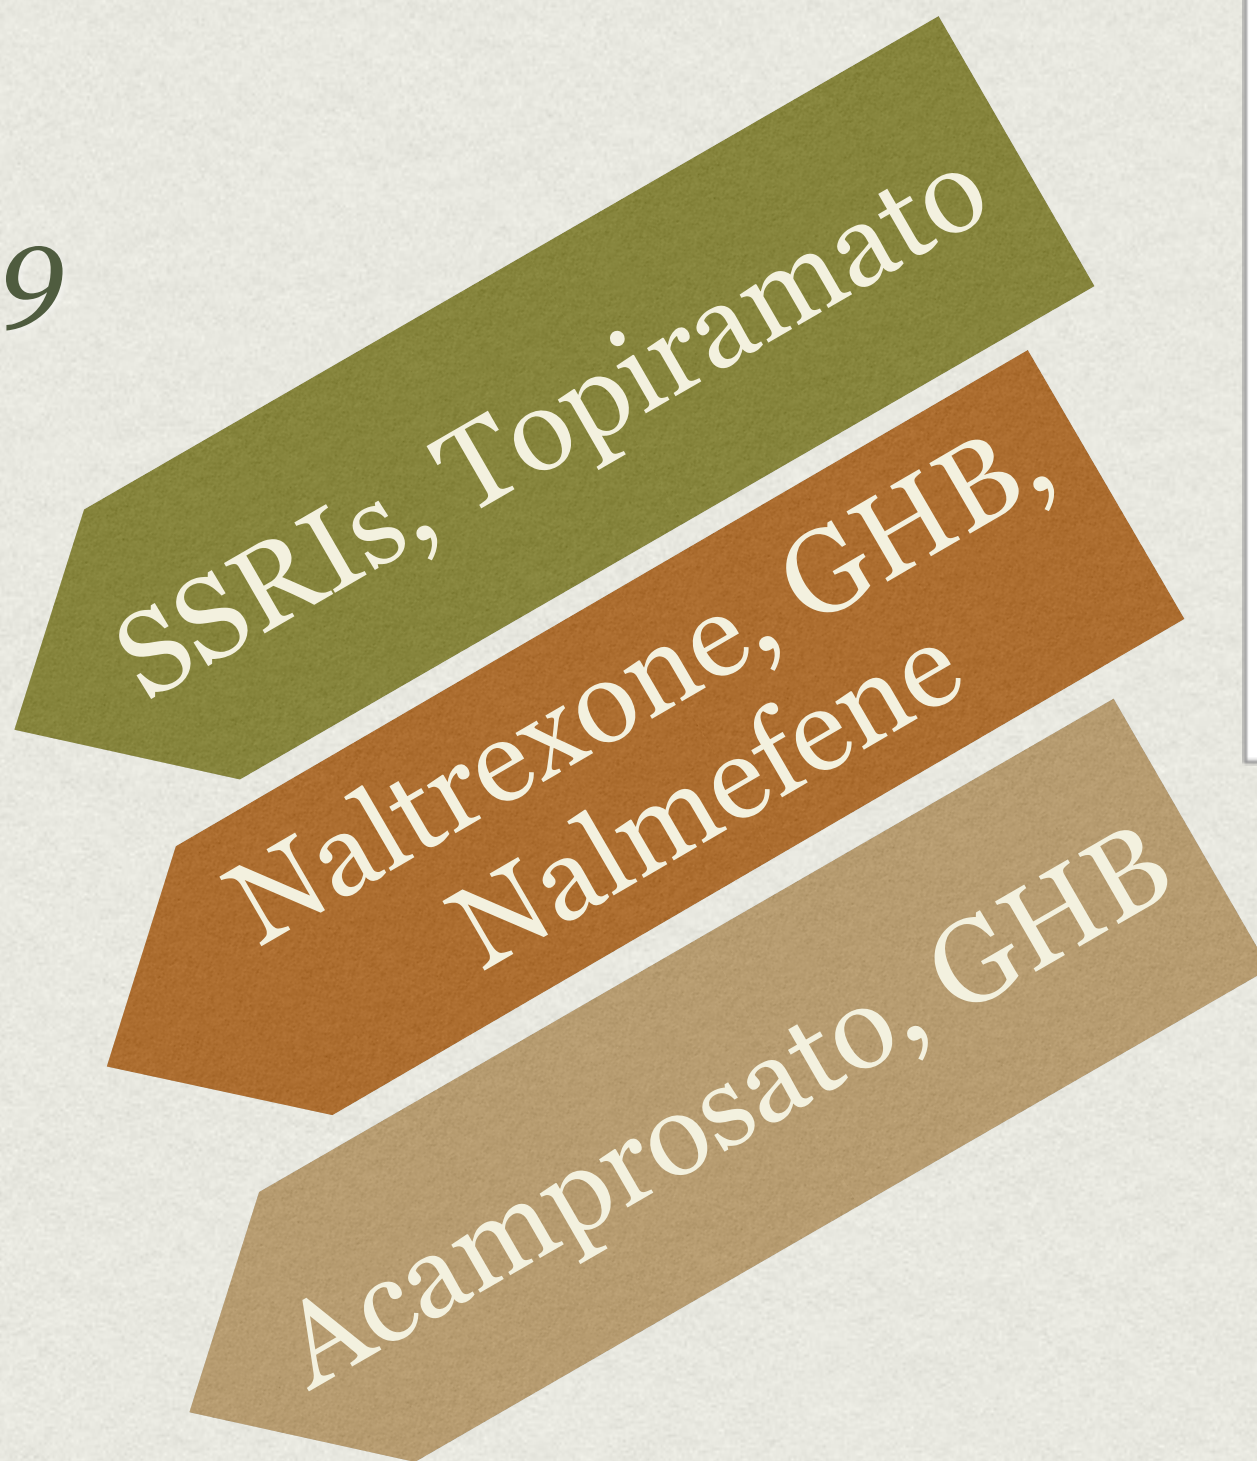 9
SSRIs, Topiramato
Naltrexone, GHB,
Nalmefene
Acamprosato, GHB